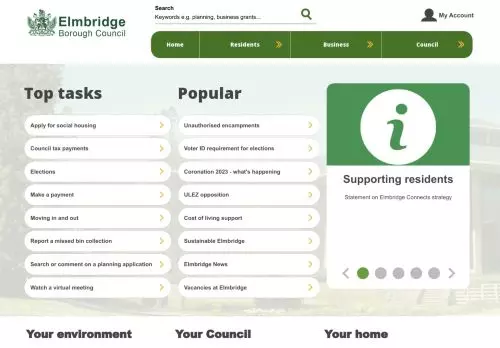 Elmbridge
Borough Council
Search
Keywords e.g. planning, business grants...
My Account
Home
Residents
Business
Council
Top tasks
Apply for social housing
Council tax payments
Elections
Make a payment
Moving in and out
Report a missed bin collection
Search or comment on a planning application
Watch a virtual meeting
Popular
Unauthorised encampments
Voter ID requirement for elections
Coronation 2023 - what's happening
ULEZ opposition
Cost of living support
Sustainable Elmbridge
Elmbridge News
Vacancies at Elmbridge
i
Supporting residents
Statement on Elmbridge Connects strategy
Your environment
Your Council
Your home